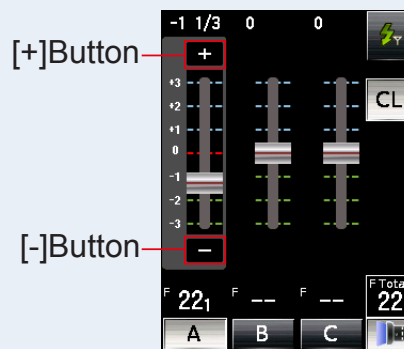 -1 1/3 0 0
[+]Button
+
CL
+3
+2
+1
0
-1
-2
-3
[-]Button
−
F 22₁ F -- F -- F Total
22
A B C